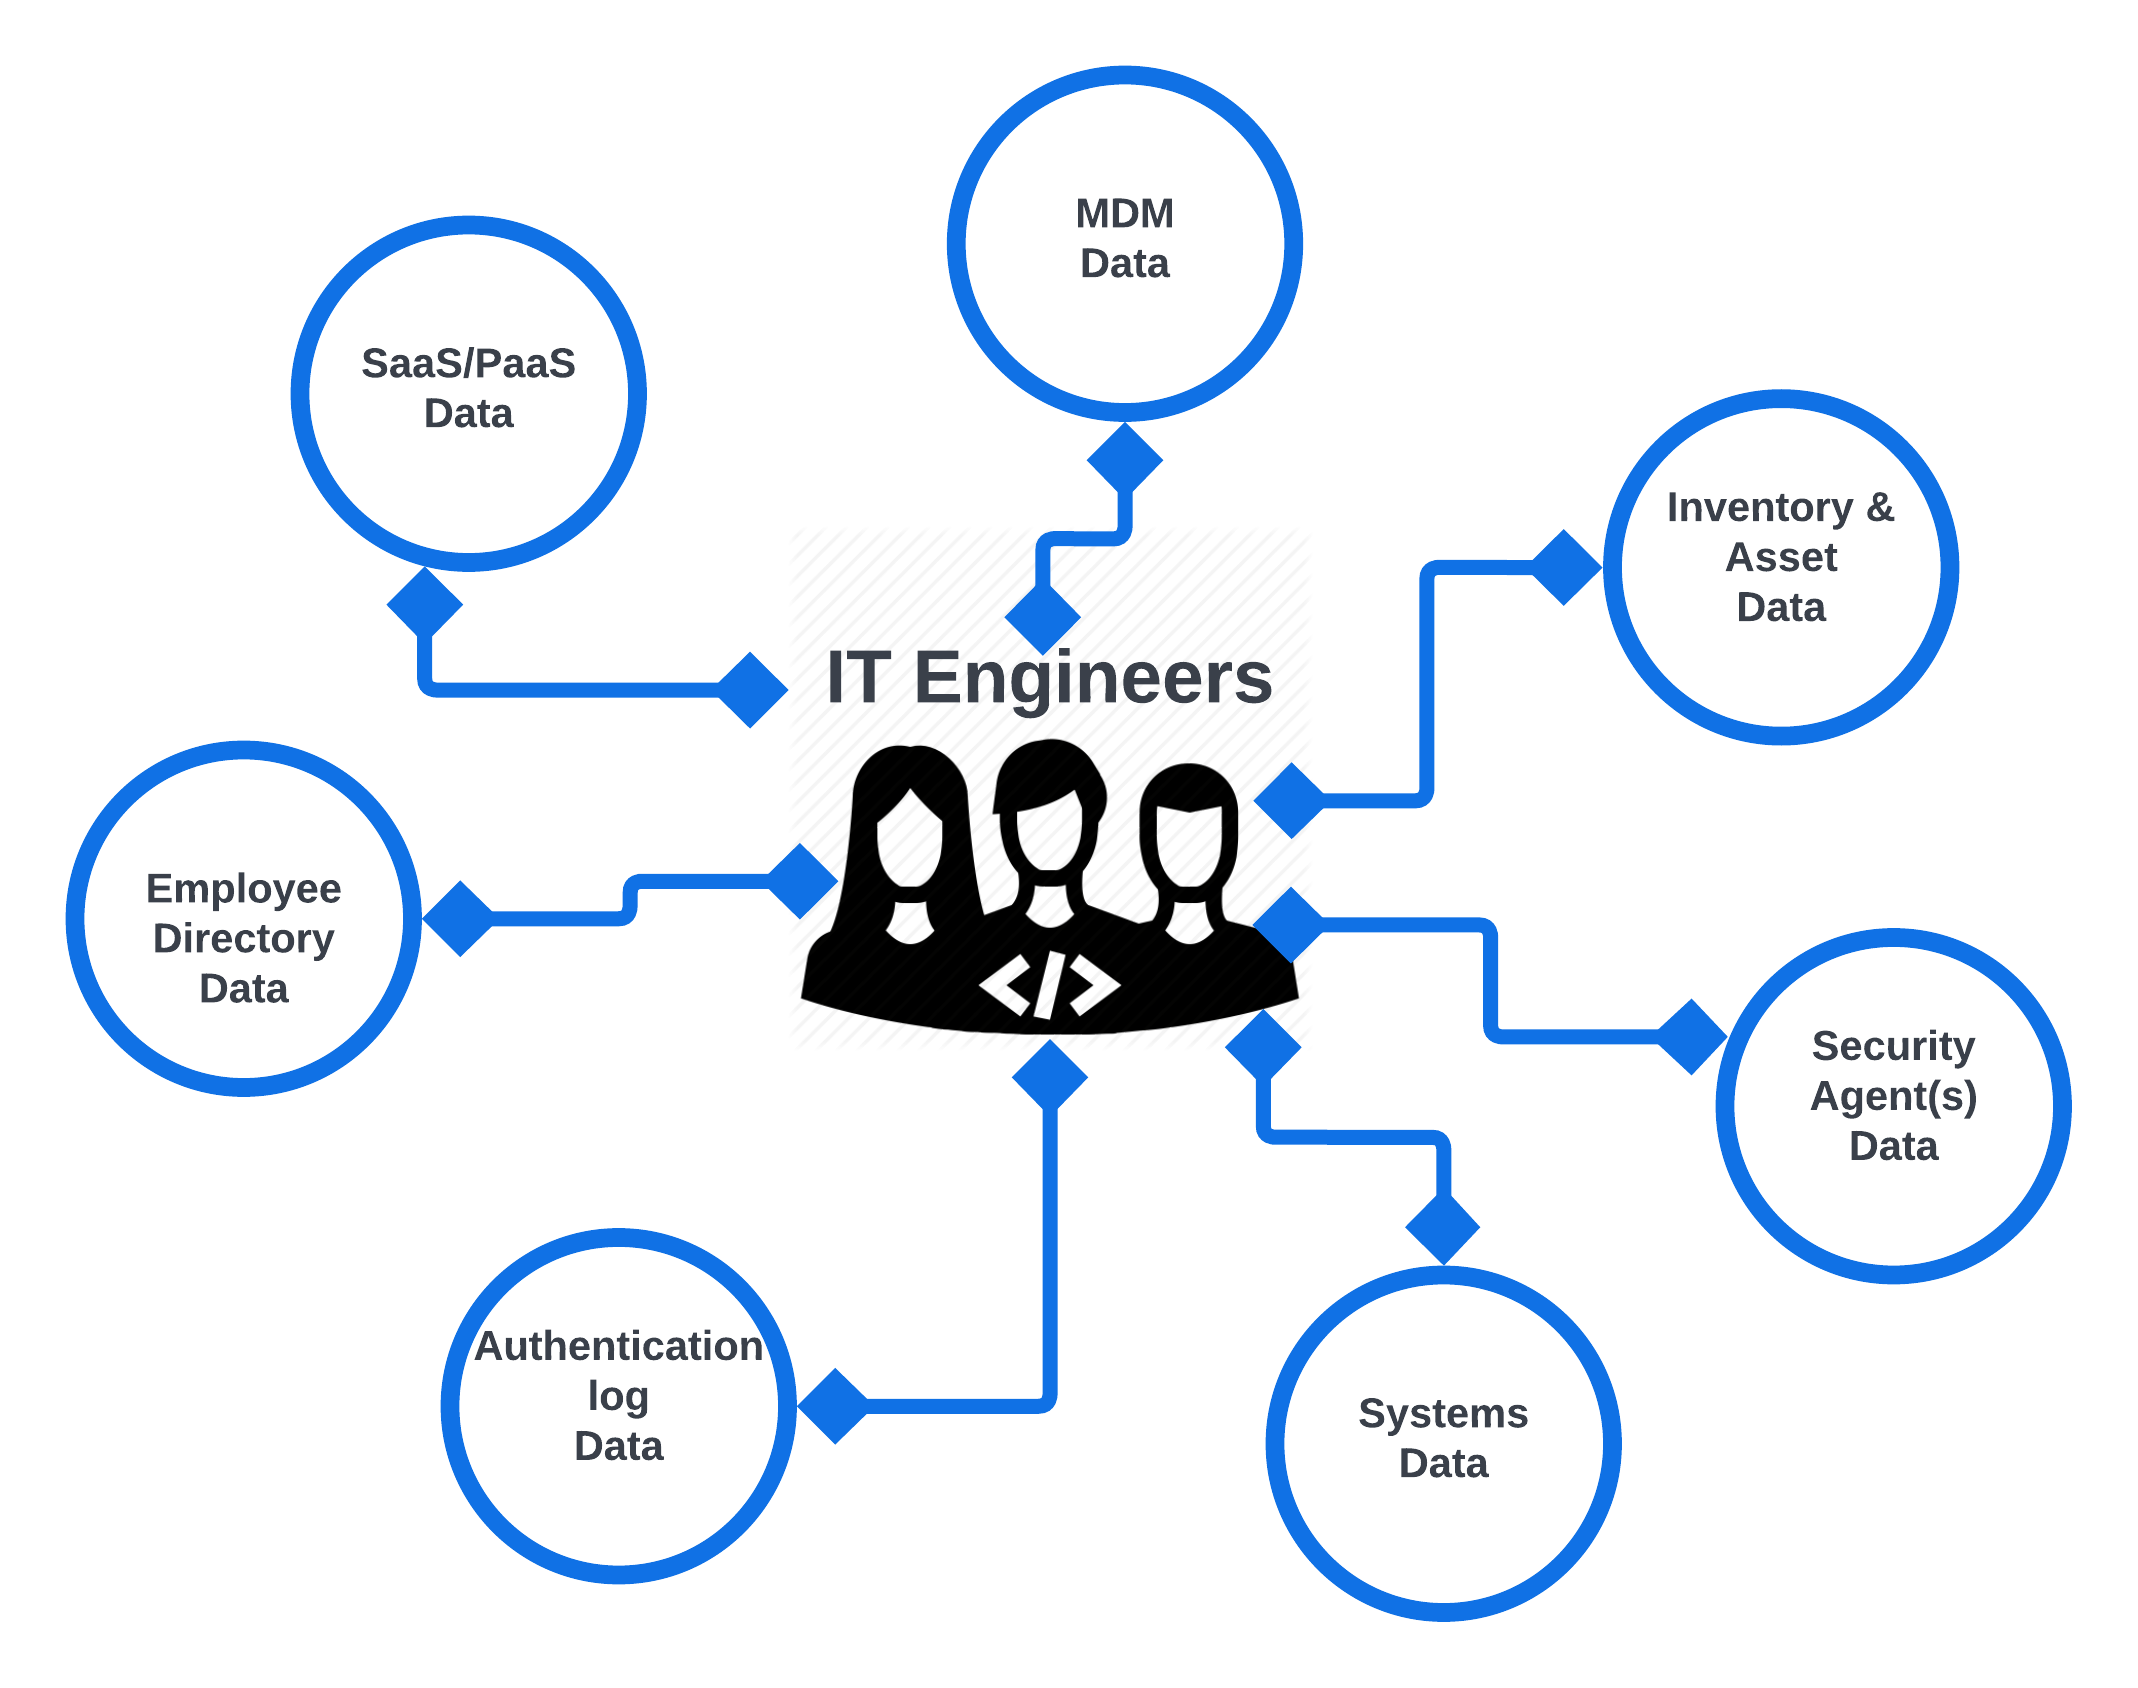 MDM
Data
SaaS/PaaS
Data
Inventory &
Asset
Data
IT Engineers
Employee
Directory
Data
</>
Security
Agent(s)
Data
Authentication
log
Data
Systems
Data